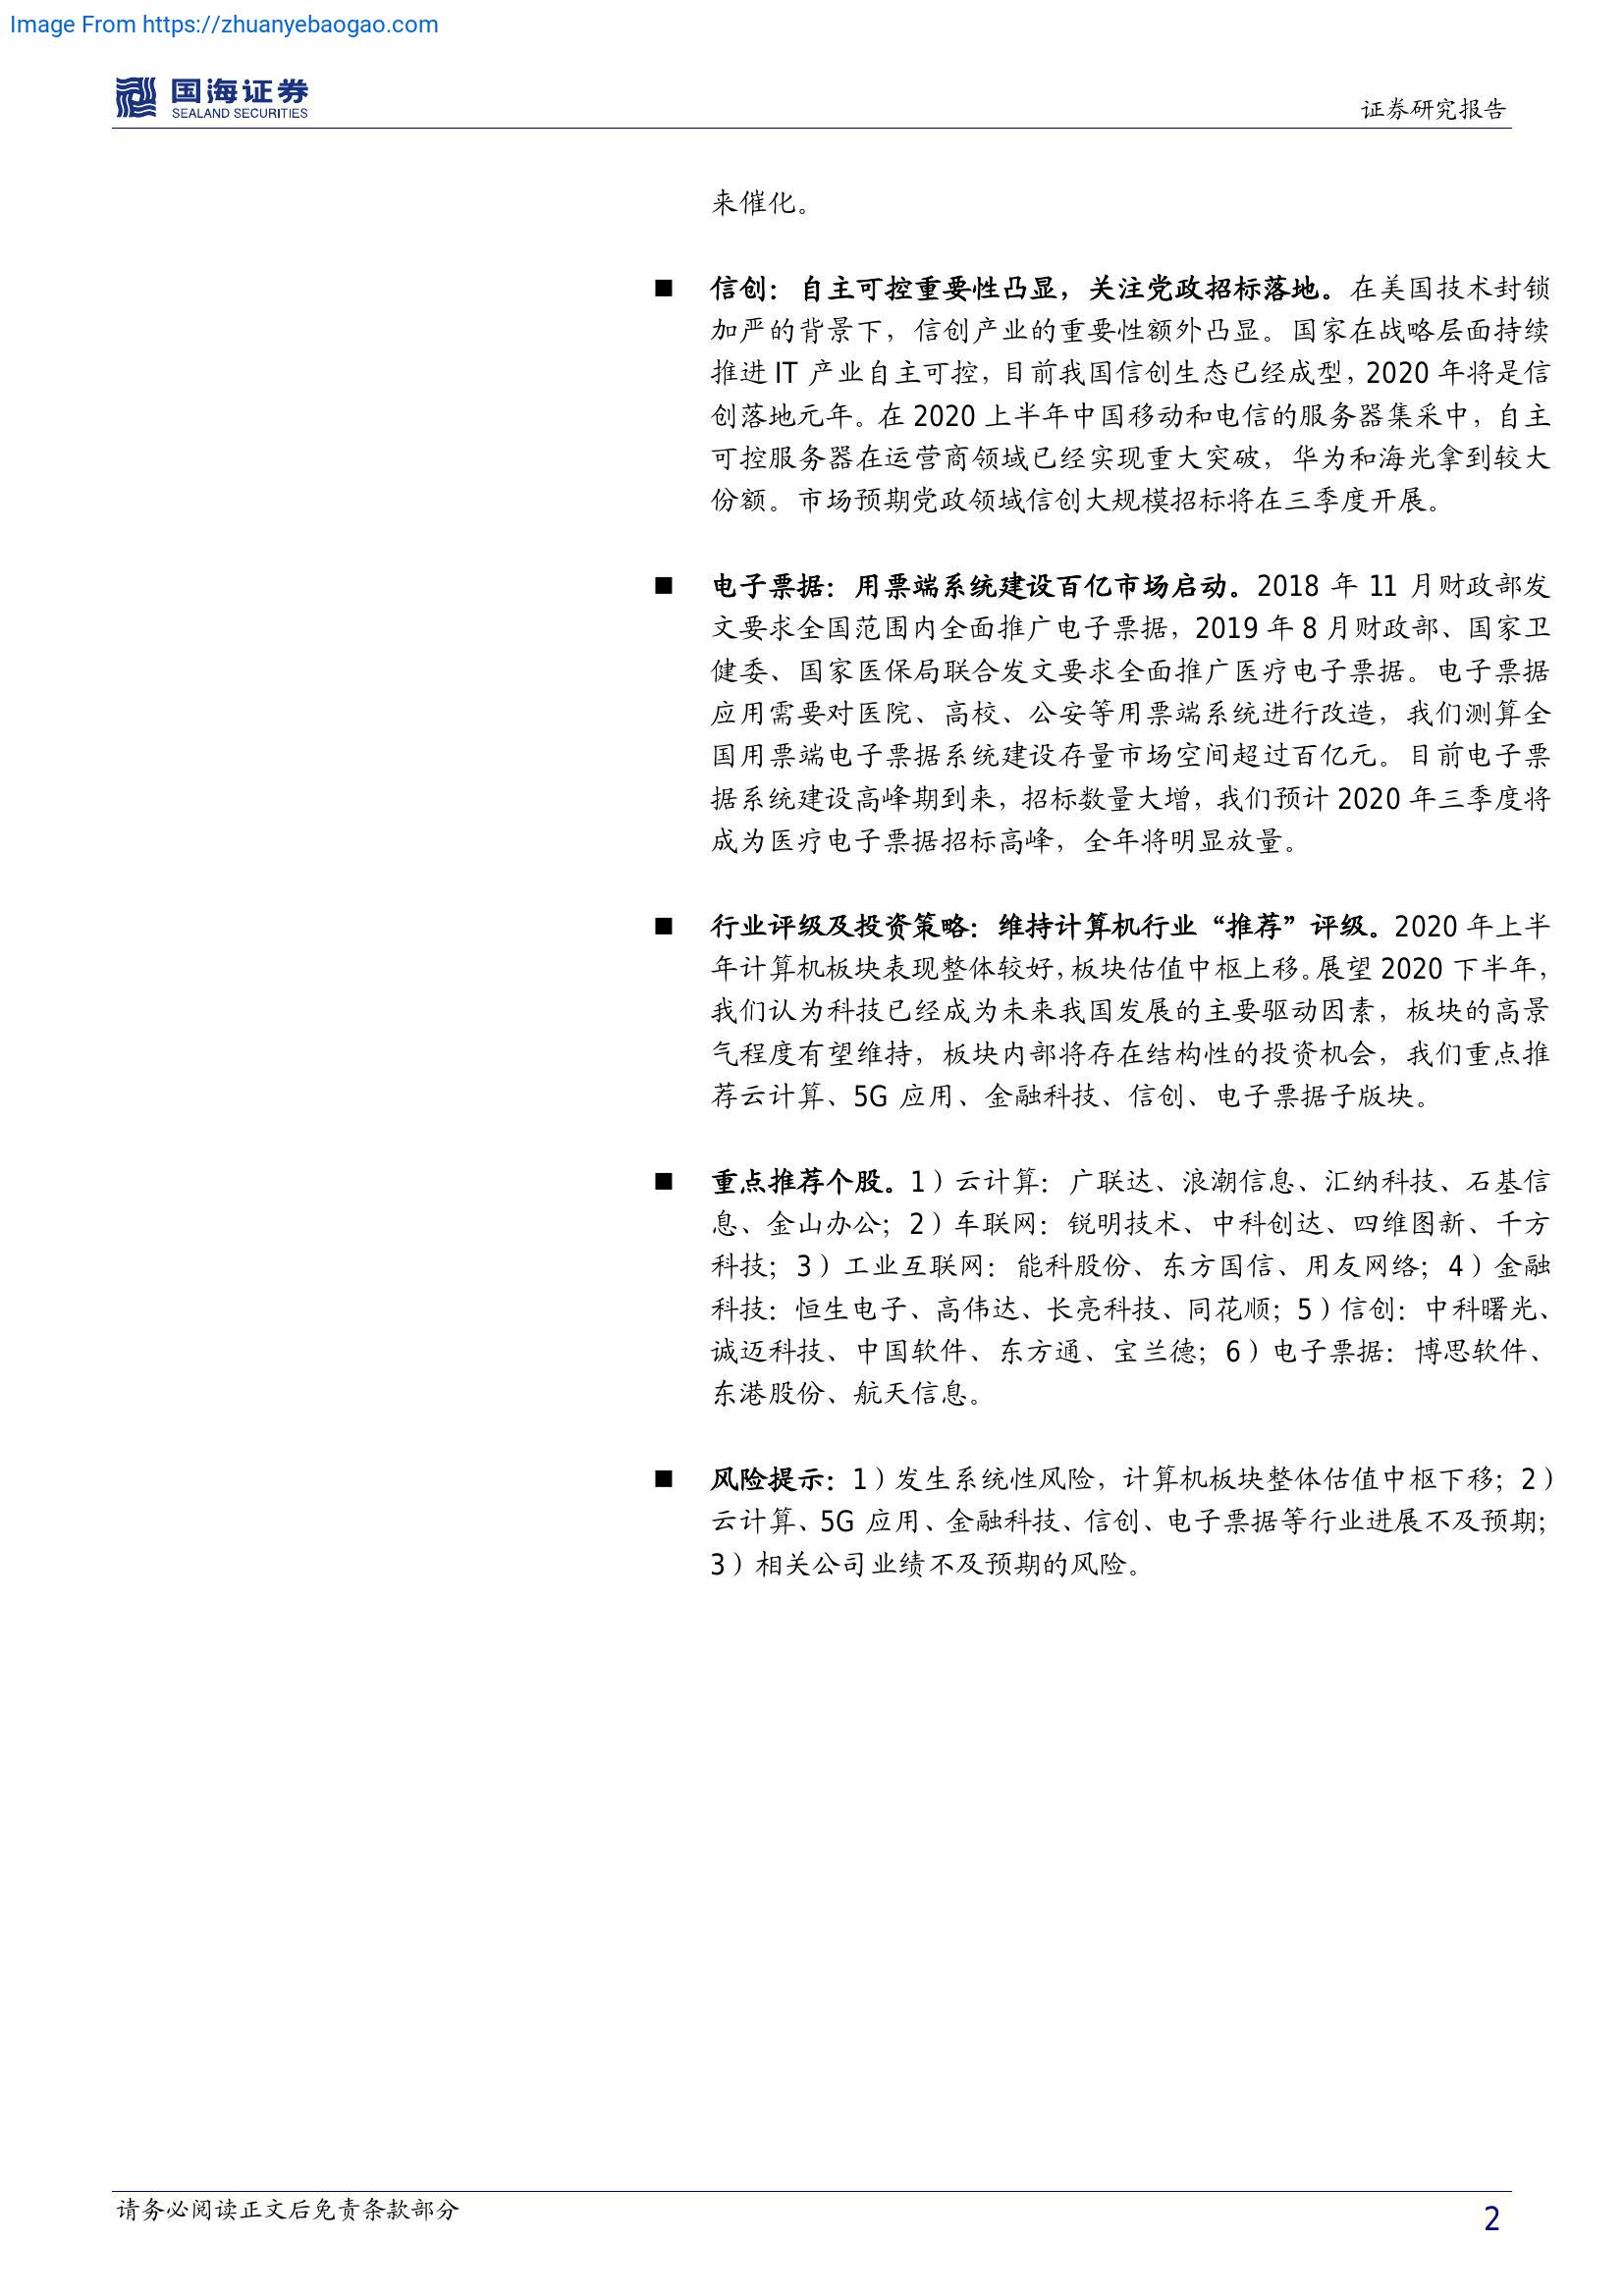 Image From https://zhuanyebaogao.com
国海证券
SEALAND SECURITIES
证券研究报告
来催化。
■ 信创：自主可控重要性凸显，关注党政招标落地。在美国技术封锁
加严的背景下，信创产业的重要性额外凸显。国家在战略层面持续
推进 IT 产业自主可控，目前我国信创生态已经成型，2020 年将是信
创落地元年。在 2020 上半年中国移动和电信的服务器集采中，自主
可控服务器在运营商领域已经实现重大突破，华为和海光拿到较大
份额。市场预期党政领域信创大规模招标将在三季度开展。
■ 电子票据：用票端系统建设百亿市场启动。2018 年 11 月财政部发
文要求全国范围内全面推广电子票据，2019 年 8 月财政部、国家卫
健委、国家医保局联合发文要求全面推广医疗电子票据。电子票据
应用需要对医院、高校、公安等用票端系统进行改造，我们测算全
国用票端电子票据系统建设存量市场空间超过百亿元。目前电子票
据系统建设高峰期到来，招标数量大增，我们预计 2020 年三季度将
成为医疗电子票据招标高峰，全年将明显放量。
■ 行业评级及投资策略：维持计算机行业“推荐”评级。2020 年上半
年计算机板块表现整体较好，板块估值中枢上移。展望 2020 下半年，
我们认为科技已经成为未来我国发展的主要驱动因素，板块的高景
气程度有望维持，板块内部将存在结构性的投资机会，我们重点推
荐云计算、5G 应用、金融科技、信创、电子票据子版块。
■ 重点推荐个股。1）云计算：广联达、浪潮信息、汇纳科技、石基信
息、金山办公；2）车联网：锐明技术、中科创达、四维图新、千方
科技；3）工业互联网：能科股份、东方国信、用友网络；4）金融
科技：恒生电子、高伟达、长亮科技、同花顺；5）信创：中科曙光、
诚迈科技、中国软件、东方通、宝兰德；6）电子票据：博思软件、
东港股份、航天信息。
■ 风险提示：1）发生系统性风险，计算机板块整体估值中枢下移；2）
云计算、5G 应用、金融科技、信创、电子票据等行业进展不及预期；
3）相关公司业绩不及预期的风险。
请务必阅读正文后免责条款部分
2